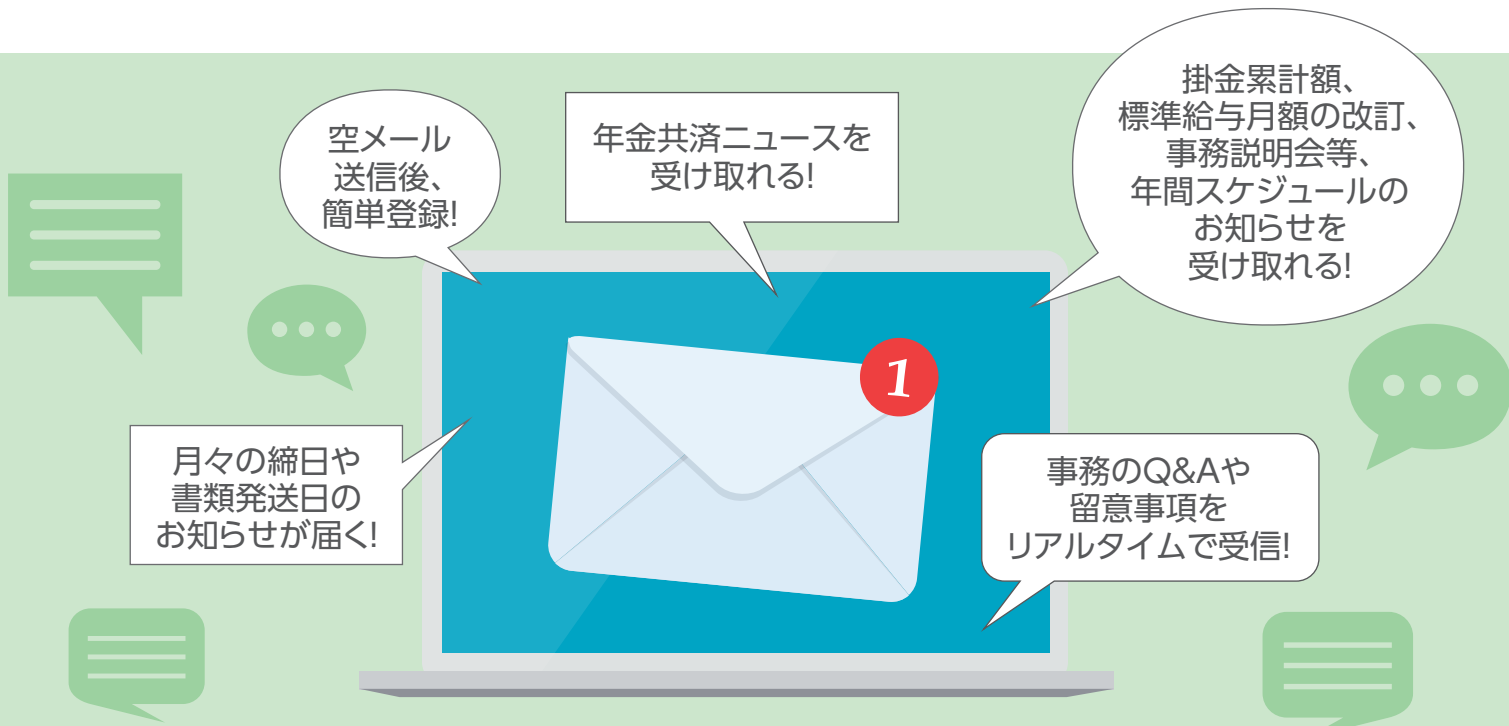 空メール
送信後、
簡単登録!
年金共済ニュースを
受け取れる!
掛金累計額、
標準給与月額の改訂、
事務説明会等、
年間スケジュールの
お知らせを
受け取れる!
1
月々の締日や
書類発送日の
お知らせが届く!
事務のQ&Aや
留意事項を
リアルタイムで受信!